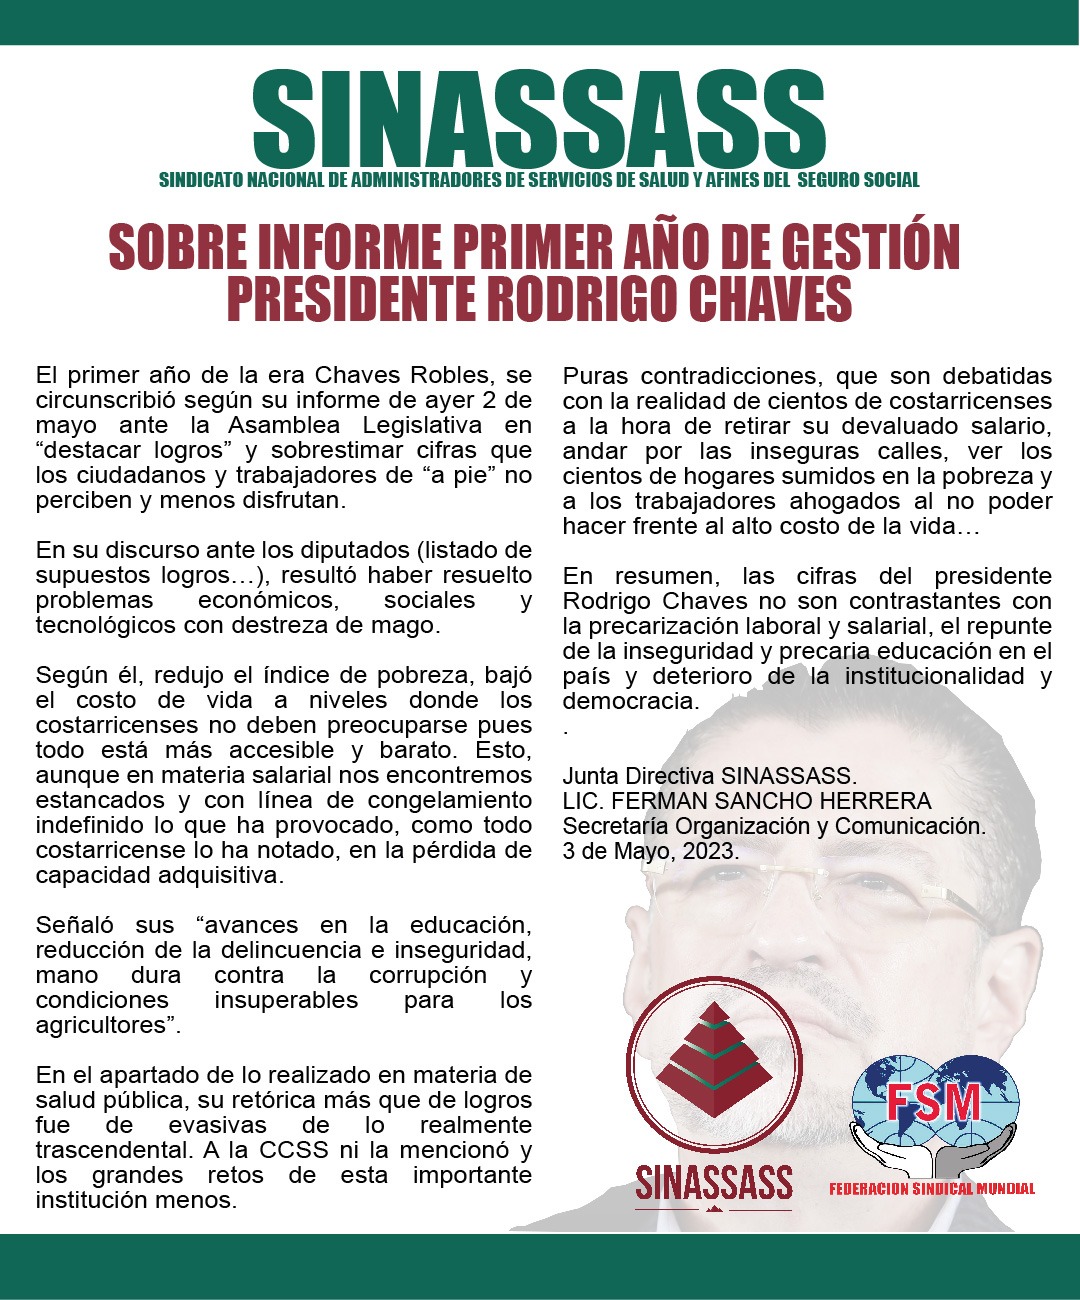 SINASSASS
SINDICATO NACIONAL DE ADMINISTRADORES DE SERVICIOS DE SALUD Y AFINES DEL SEGURO SOCIAL
SOBRE INFORME PRIMER AÑO DE GESTIÓN
PRESIDENTE RODRIGO CHAVES
El primer año de la era Chaves Robles, se
circunscribió según su informe de ayer 2 de
mayo ante la Asamblea Legislativa en
“destacar logros” y sobrestimar cifras que
los ciudadanos y trabajadores de “a pie” no
perciben y menos disfrutan.
En su discurso ante los diputados (listado de
supuestos logros…), resultó haber resuelto
problemas económicos, sociales y
tecnológicos con destreza de mago.
Según él, redujo el índice de pobreza, bajó
el costo de vida a niveles donde los
costarricenses no deben preocuparse pues
todo está más accesible y barato. Esto,
aunque en materia salarial nos encontremos
estancados y con línea de congelamiento
indefinido lo que ha provocado, como todo
costarricense lo ha notado, en la pérdida de
capacidad adquisitiva.
Señaló sus “avances en la educación,
reducción de la delincuencia e inseguridad,
mano dura contra la corrupción y
condiciones insuperables para los
agricultores”.
En el apartado de lo realizado en materia de
salud pública, su retórica más que de logros
fue de evasivas de lo realmente
trascendental. A la CCSS ni la mencionó y
los grandes retos de esta importante
institución menos.
Puras contradicciones, que son debatidas
con la realidad de cientos de costarricenses
a la hora de retirar su devaluado salario,
andar por las inseguras calles, ver los
cientos de hogares sumidos en la pobreza y
a los trabajadores ahogados al no poder
hacer frente al alto costo de la vida…
En resumen, las cifras del presidente
Rodrigo Chaves no son contrastantes con
la precarización laboral y salarial, el repunte
de la inseguridad y precaria educación en el
país y deterioro de la institucionalidad y
democracia.
.
Junta Directiva SINASSASS.
LIC. FERMAN SANCHO HERRERA
Secretaría Organización y Comunicación.
3 de Mayo, 2023.
SINASSASS
FSM
FEDERACION SINDICAL MUNDIAL